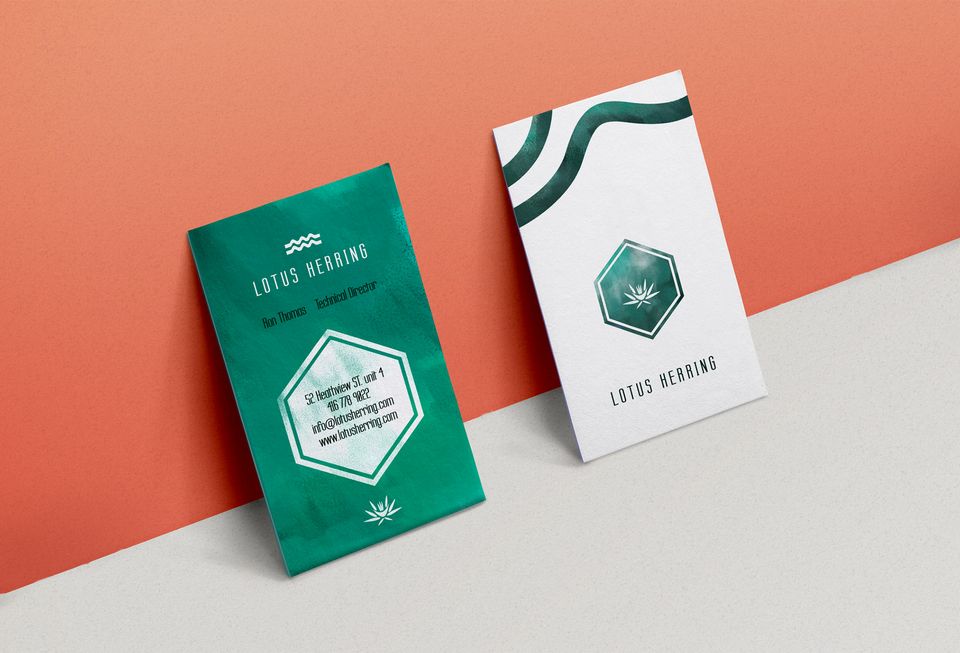 LOTUS HERRING
Ron Thomas Technical Director
52 Heathview ST. unit 4
416 778 9022
info@lotusherring.com
www.lotusherring.com
LOTUS HERRING